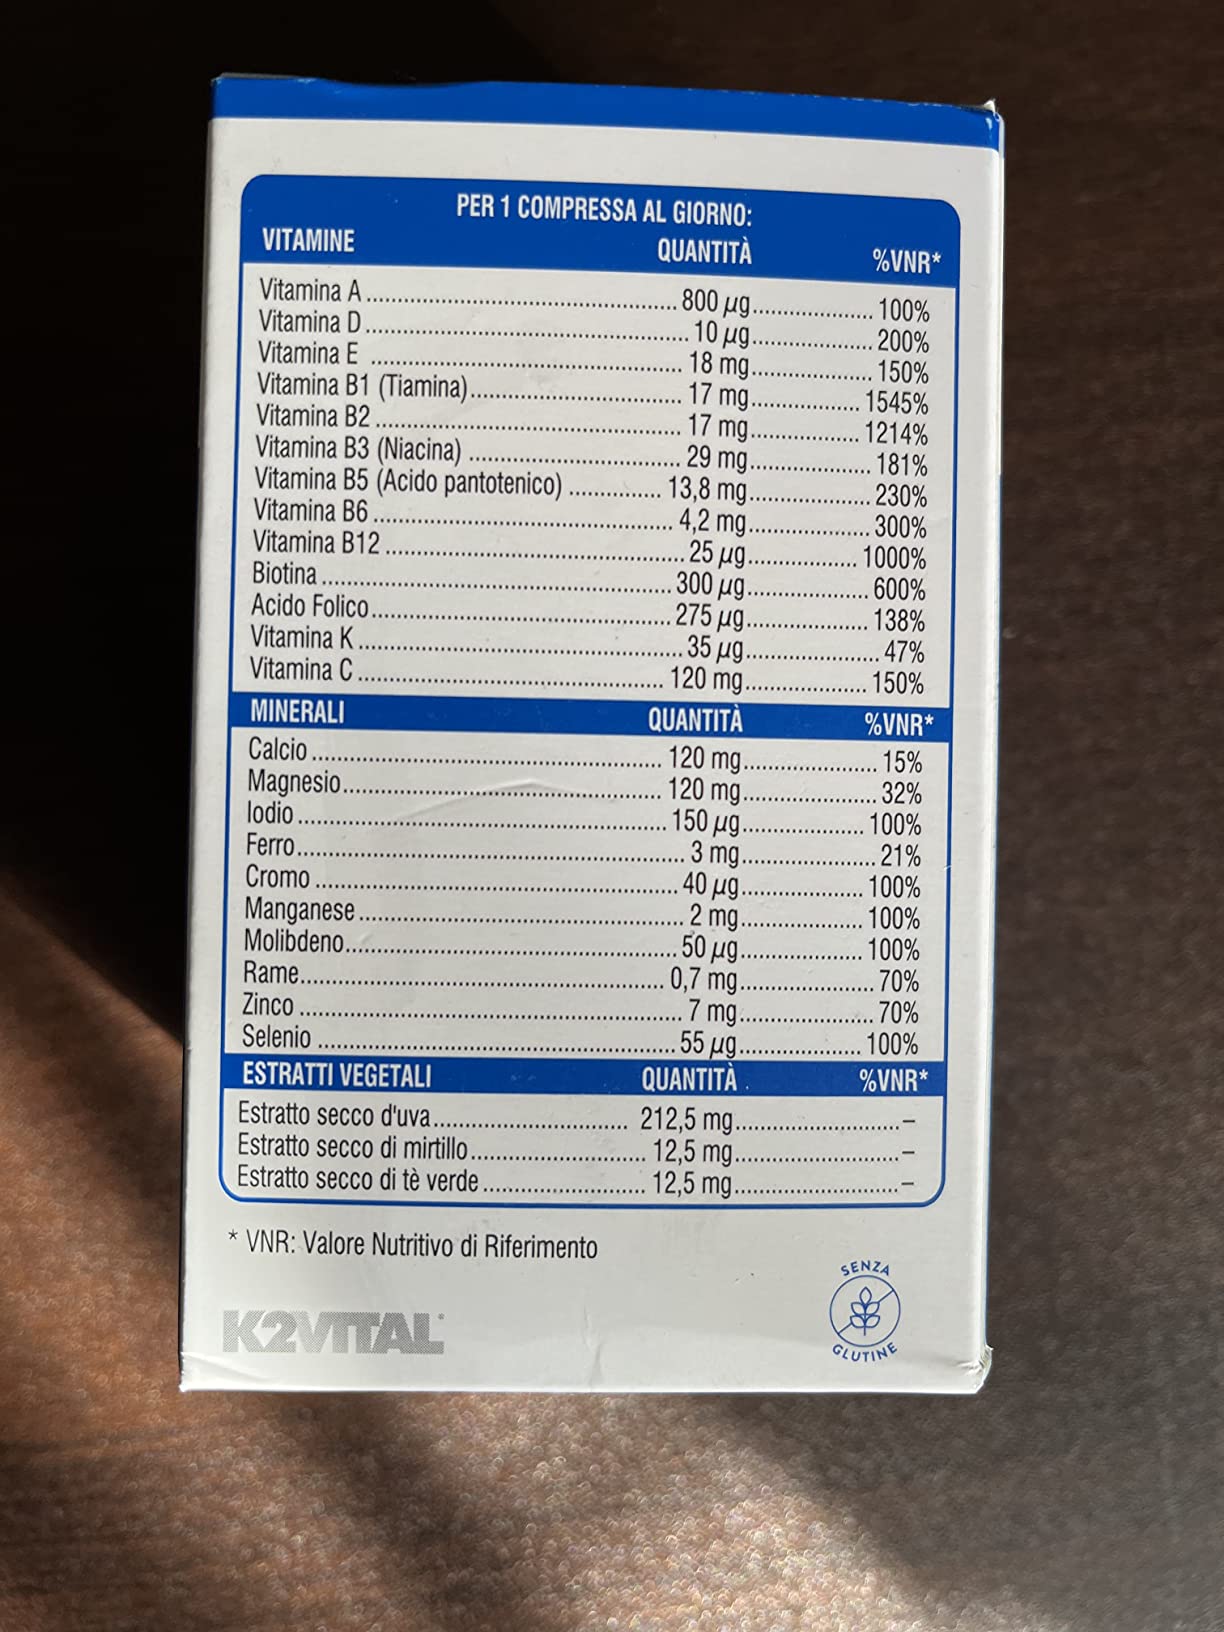 PER 1 COMPRESSA AL GIORNO:
VITAMINE QUANTITÀ %VNR*
Vitamina A 800 µg 100%
Vitamina D 10 µg 200%
Vitamina E 18 mg 150%
Vitamina B1 (Tiamina) 17 mg 1545%
Vitamina B2 17 mg 1214%
Vitamina B3 (Niacina) 29 mg 181%
Vitamina B5 (Acido pantotenico) 13,8 mg 230%
Vitamina B6 4,2 mg 300%
Vitamina B12 25 µg 1000%
Biotina 300 µg 600%
Acido Folico 275 µg 138%
Vitamina K 35 µg 47%
Vitamina C 120 mg 150%
MINERALI QUANTITÀ %VNR*
Calcio 120 mg 15%
Magnesio 120 mg 32%
Iodio 150 µg 100%
Ferro 3 mg 21%
Cromo 40 µg 100%
Manganese 2 mg 100%
Molibdeno 50 µg 100%
Rame 0,7 mg 70%
Zinco 7 mg 70%
Selenio 55 µg 100%
ESTRATTI VEGETALI QUANTITÀ %VNR*
Estratto secco d'uva 212,5 mg –
Estratto secco di mirtillo 12,5 mg –
Estratto secco di tè verde 12,5 mg –
* VNR: Valore Nutritivo di Riferimento
K2VITAL®
SENZA
GLUTINE